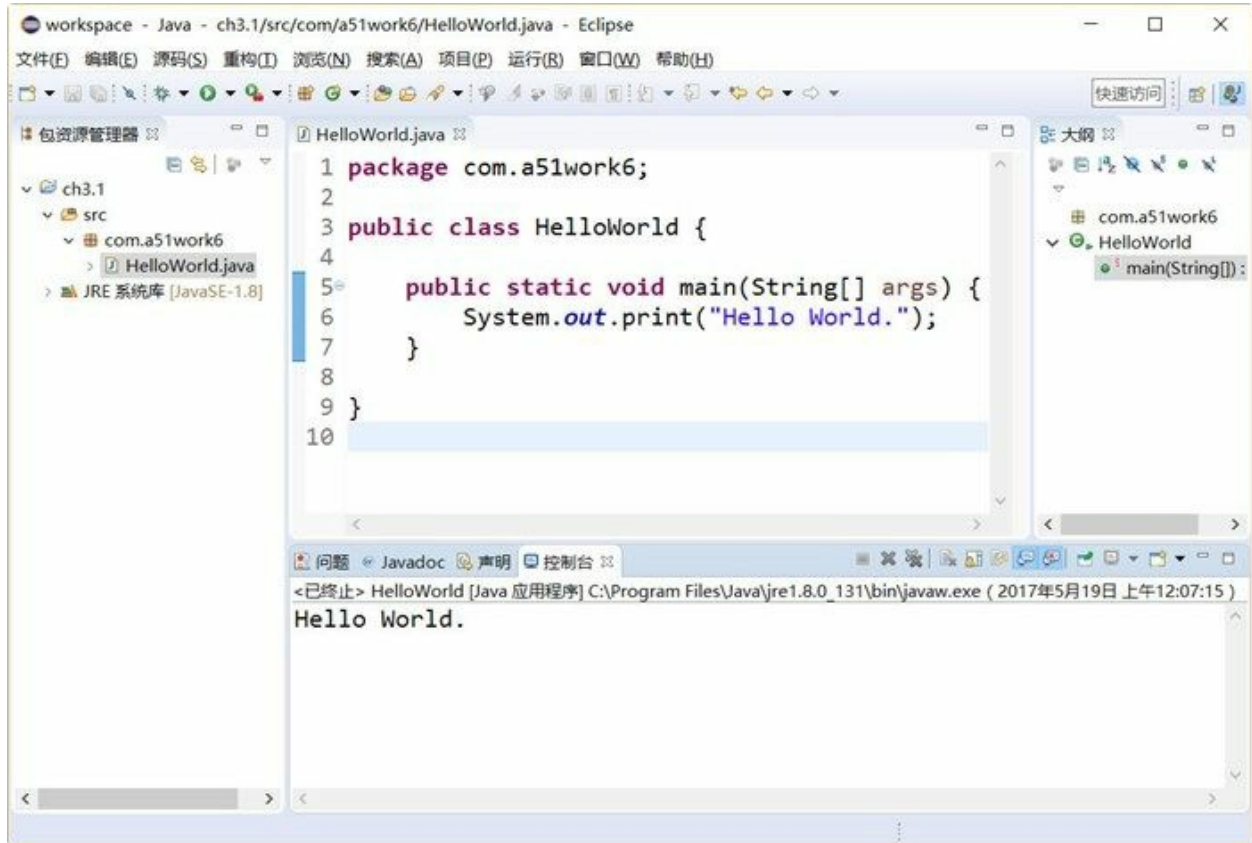 workspace - Java - ch3.1/src/com/a51work6/HelloWorld.java - Eclipse
文件(F) 编辑(E) 源码(S) 重构(T) 浏览(N) 搜索(A) 项目(P) 运行(R) 窗口(W) 帮助(H)
快速访问
包资源管理器
ch3.1
src
com.a51work6
HelloWorld.java
JRE 系统库 [JavaSE-1.8]
HelloWorld.java
1 package com.a51work6;
2
3 public class HelloWorld {
4
5 public static void main(String[] args) {
6 System.out.print("Hello World.");
7 }
8
9 }
10
大纲
com.a51work6
HelloWorld
main(String[]) :
问题 Javadoc 声明 控制台
<已终止> HelloWorld [Java 应用程序] C:\Program Files\Java\jre1.8.0_131\bin\javaw.exe ( 2017年5月19日 上午12:07:15 )
Hello World.